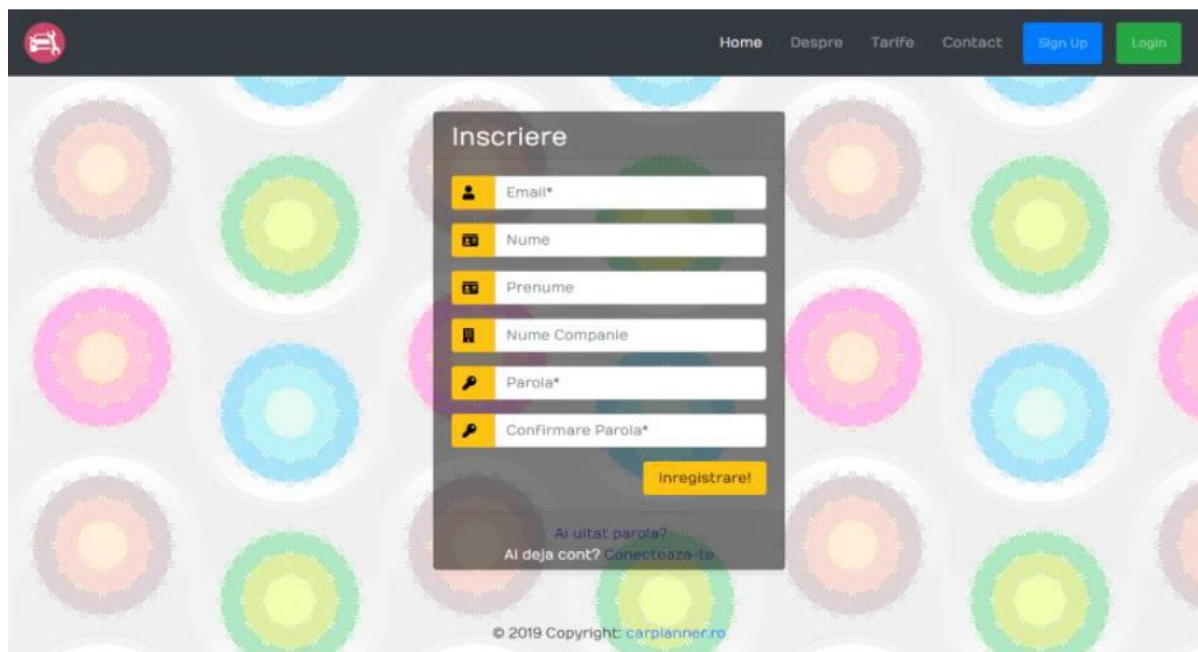 Home Despre Tarife Contact Sign Up Login
Inscriere
Email*
Nume
Prenume
Nume Companie
Parola*
Confirmare Parola*
Inregistrare!
Ai uitat parola?
Ai deja cont? Conecteaza-te
© 2019 Copyright: carplanner.ro